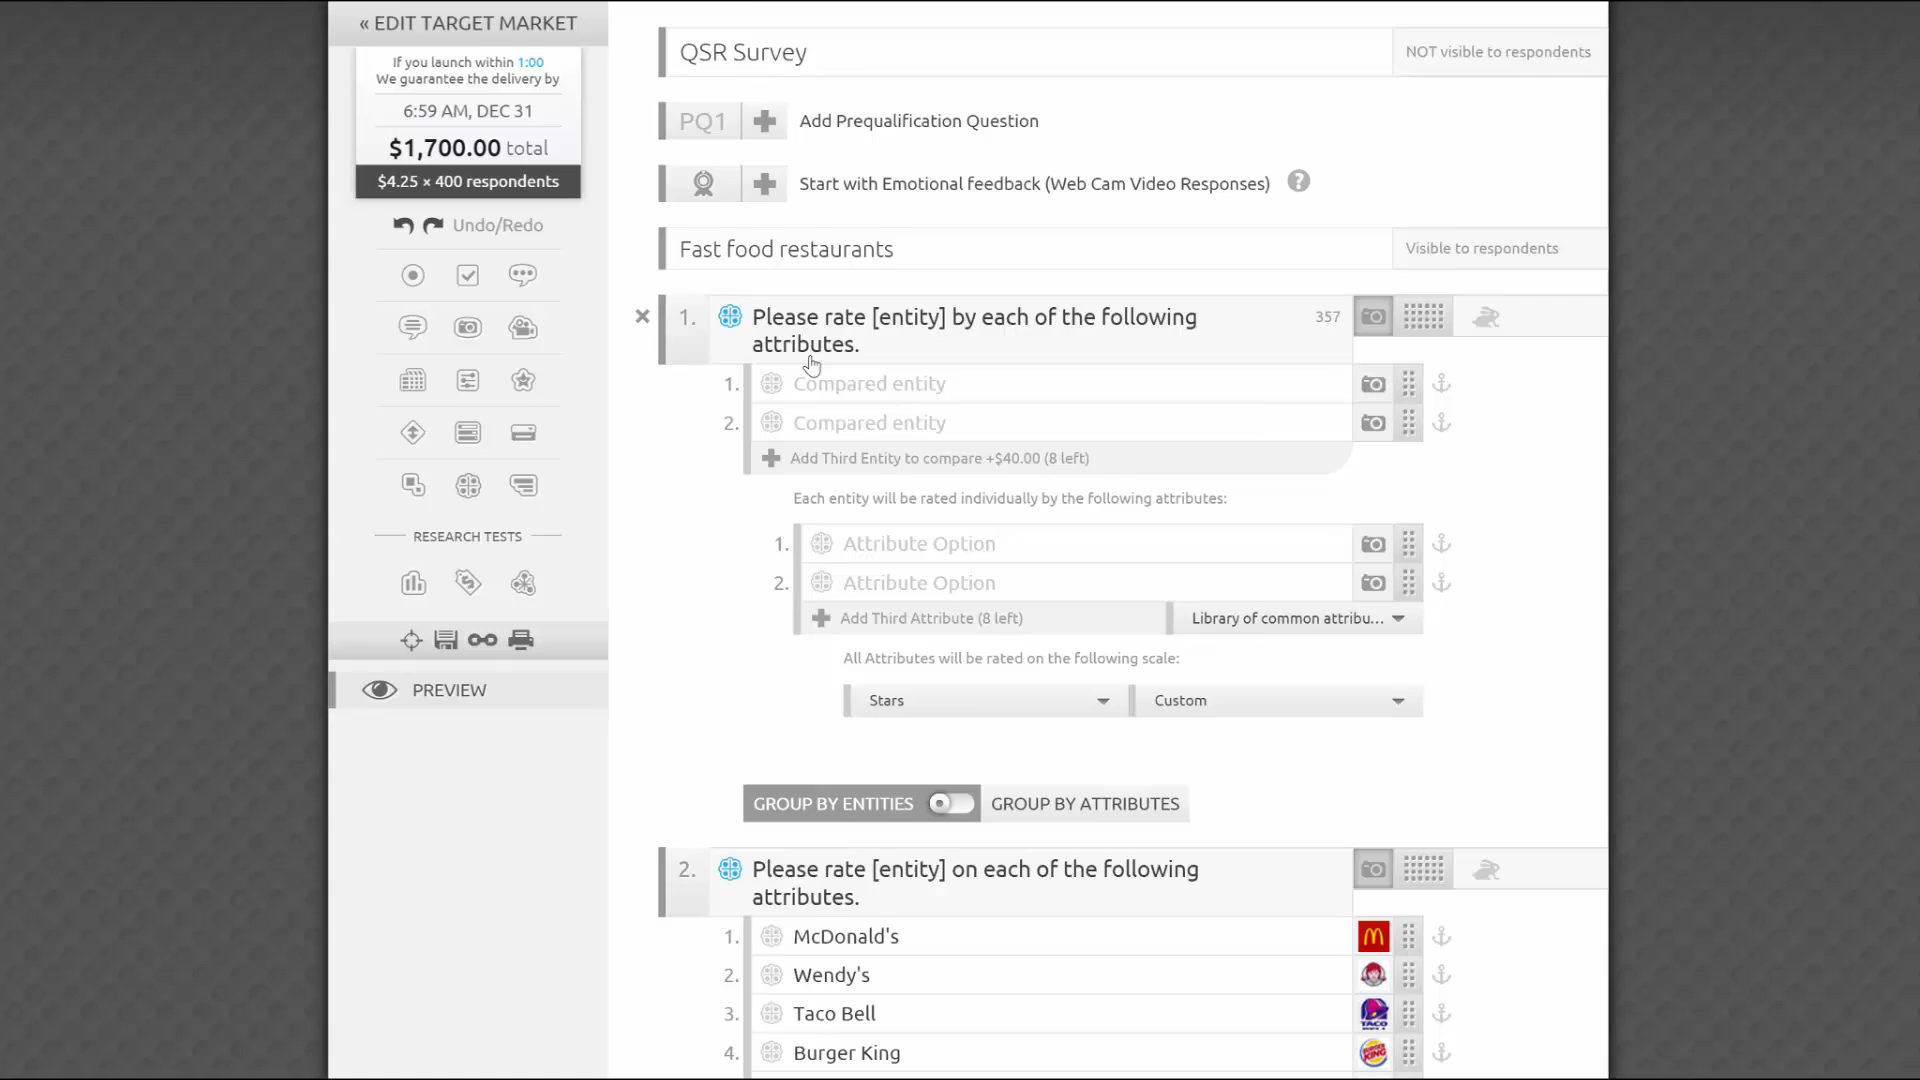 « EDIT TARGET MARKET
If you launch within 1:00
We guarantee the delivery by
6:59 AM, DEC 31
$1,700.00 total
$4.25 × 400 respondents
Undo/Redo
RESEARCH TESTS
PREVIEW
QSR Survey
NOT visible to respondents
PQ1
Add Prequalification Question
Start with Emotional feedback (Web Cam Video Responses)
?
Fast food restaurants
Visible to respondents
1. Please rate [entity] by each of the following
attributes.
357
1. Compared entity
2. Compared entity
Add Third Entity to compare +$40.00 (8 left)
Each entity will be rated individually by the following attributes:
1. Attribute Option
2. Attribute Option
Add Third Attribute (8 left)
Library of common attribu...
All Attributes will be rated on the following scale:
Stars
Custom
GROUP BY ENTITIES
GROUP BY ATTRIBUTES
2. Please rate [entity] on each of the following
attributes.
1. McDonald's
2. Wendy's
3. Taco Bell
TACO
4. Burger King
BURGER
KING